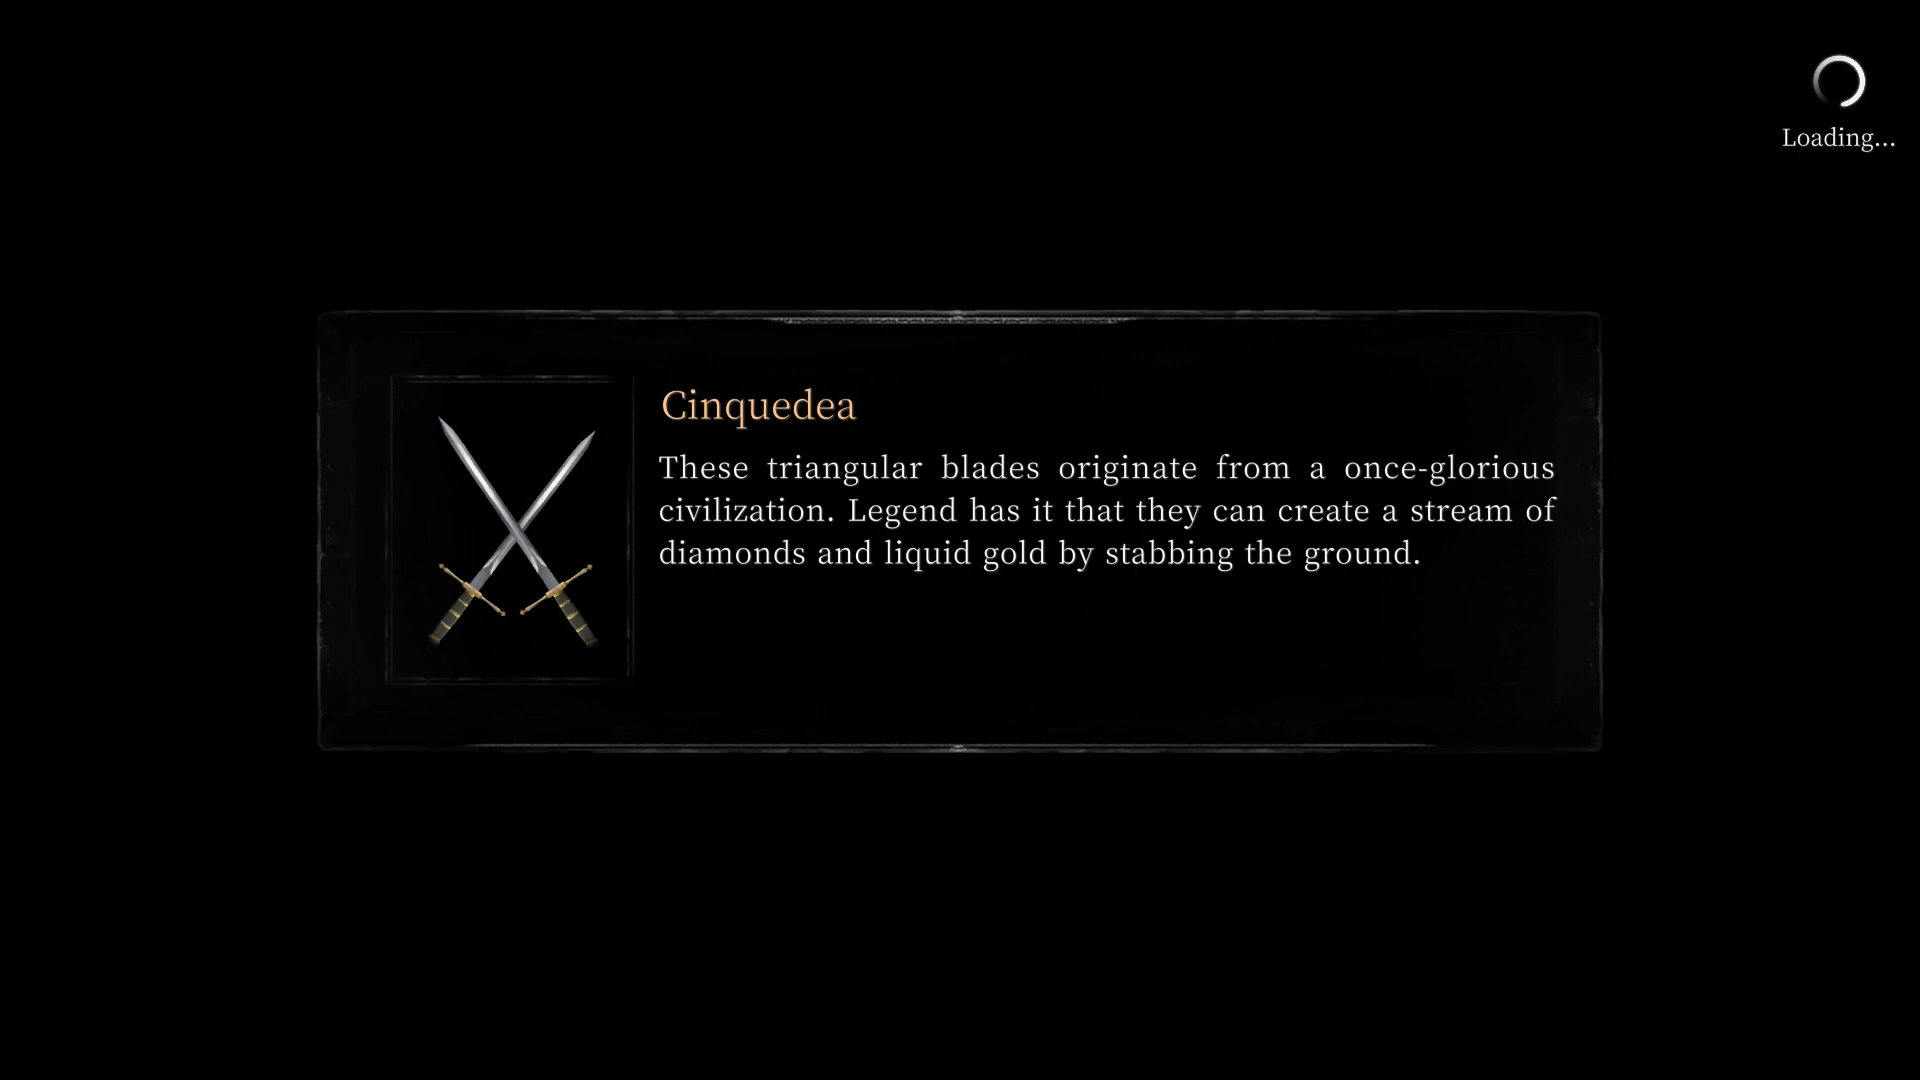 Loading...
Cinquedea
These triangular blades originate from a once-glorious
civilization. Legend has it that they can create a stream of
diamonds and liquid gold by stabbing the ground.